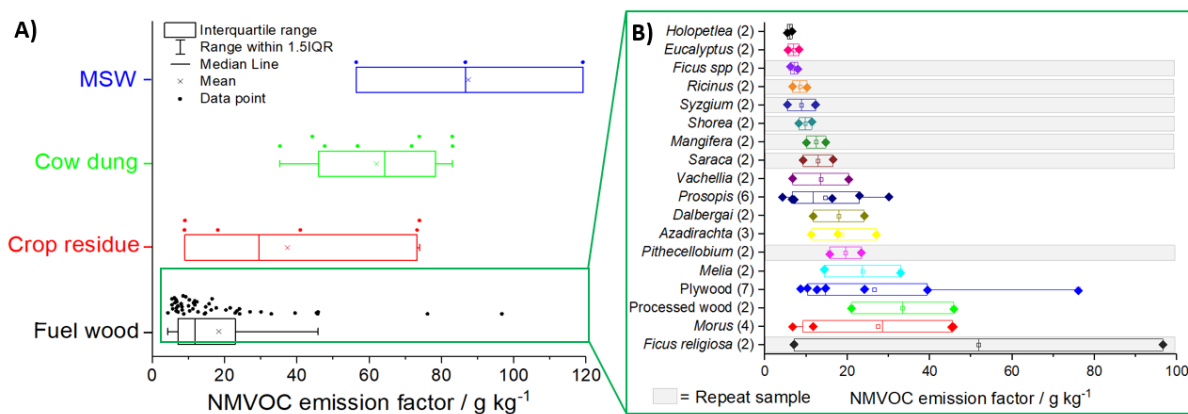 A)
Interquartile range
Range within 1.5IQR
Median Line
Mean
Data point
MSW
Cow dung
Crop residue
Fuel wood
0 20 40 60 80 100 120
NMVOC emission factor / g kg⁻¹
B)
Holopetlea (2)
Eucalyptus (2)
Ficus spp (2)
Ricinus (2)
Syzgium (2)
Shorea (2)
Mangifera (2)
Saraca (2)
Vachellia (2)
Prosopis (6)
Dalbergai (2)
Azadirachta (3)
Pithecellobium (2)
Melia (2)
Plywood (7)
Processed wood (2)
Morus (4)
Ficus religiosa (2)
0 20 40 60 80 100
= Repeat sample
NMVOC emission factor / g kg⁻¹